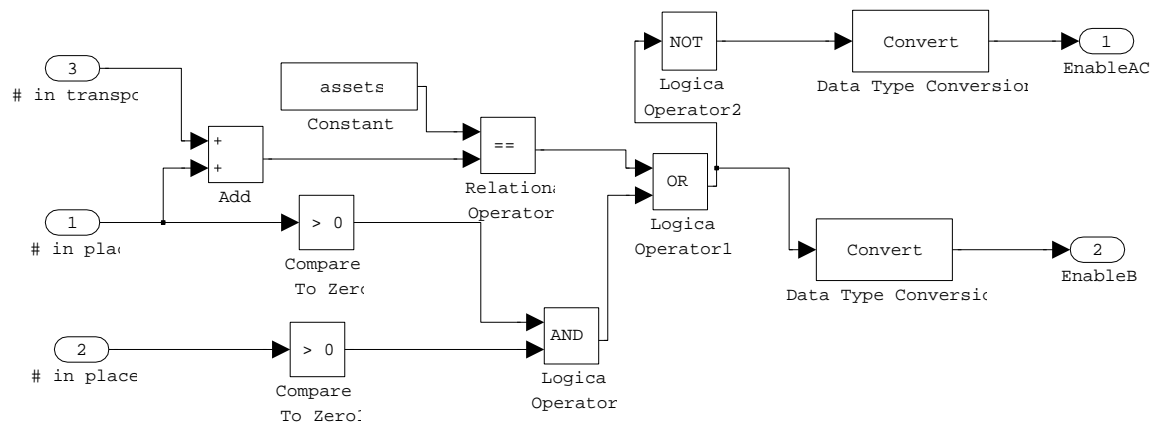 3
# in transpo
+
+
Add
assets
Constant
==
Relationa
Operator
1
# in plac
> 0
Compare
To Zero
2
# in place
> 0
Compare
To Zero1
AND
Logica
Operator
OR
Logica
Operator1
NOT
Logica
Operator2
Convert
Data Type Conversion
1
EnableAC
Convert
Data Type Conversio
2
EnableB